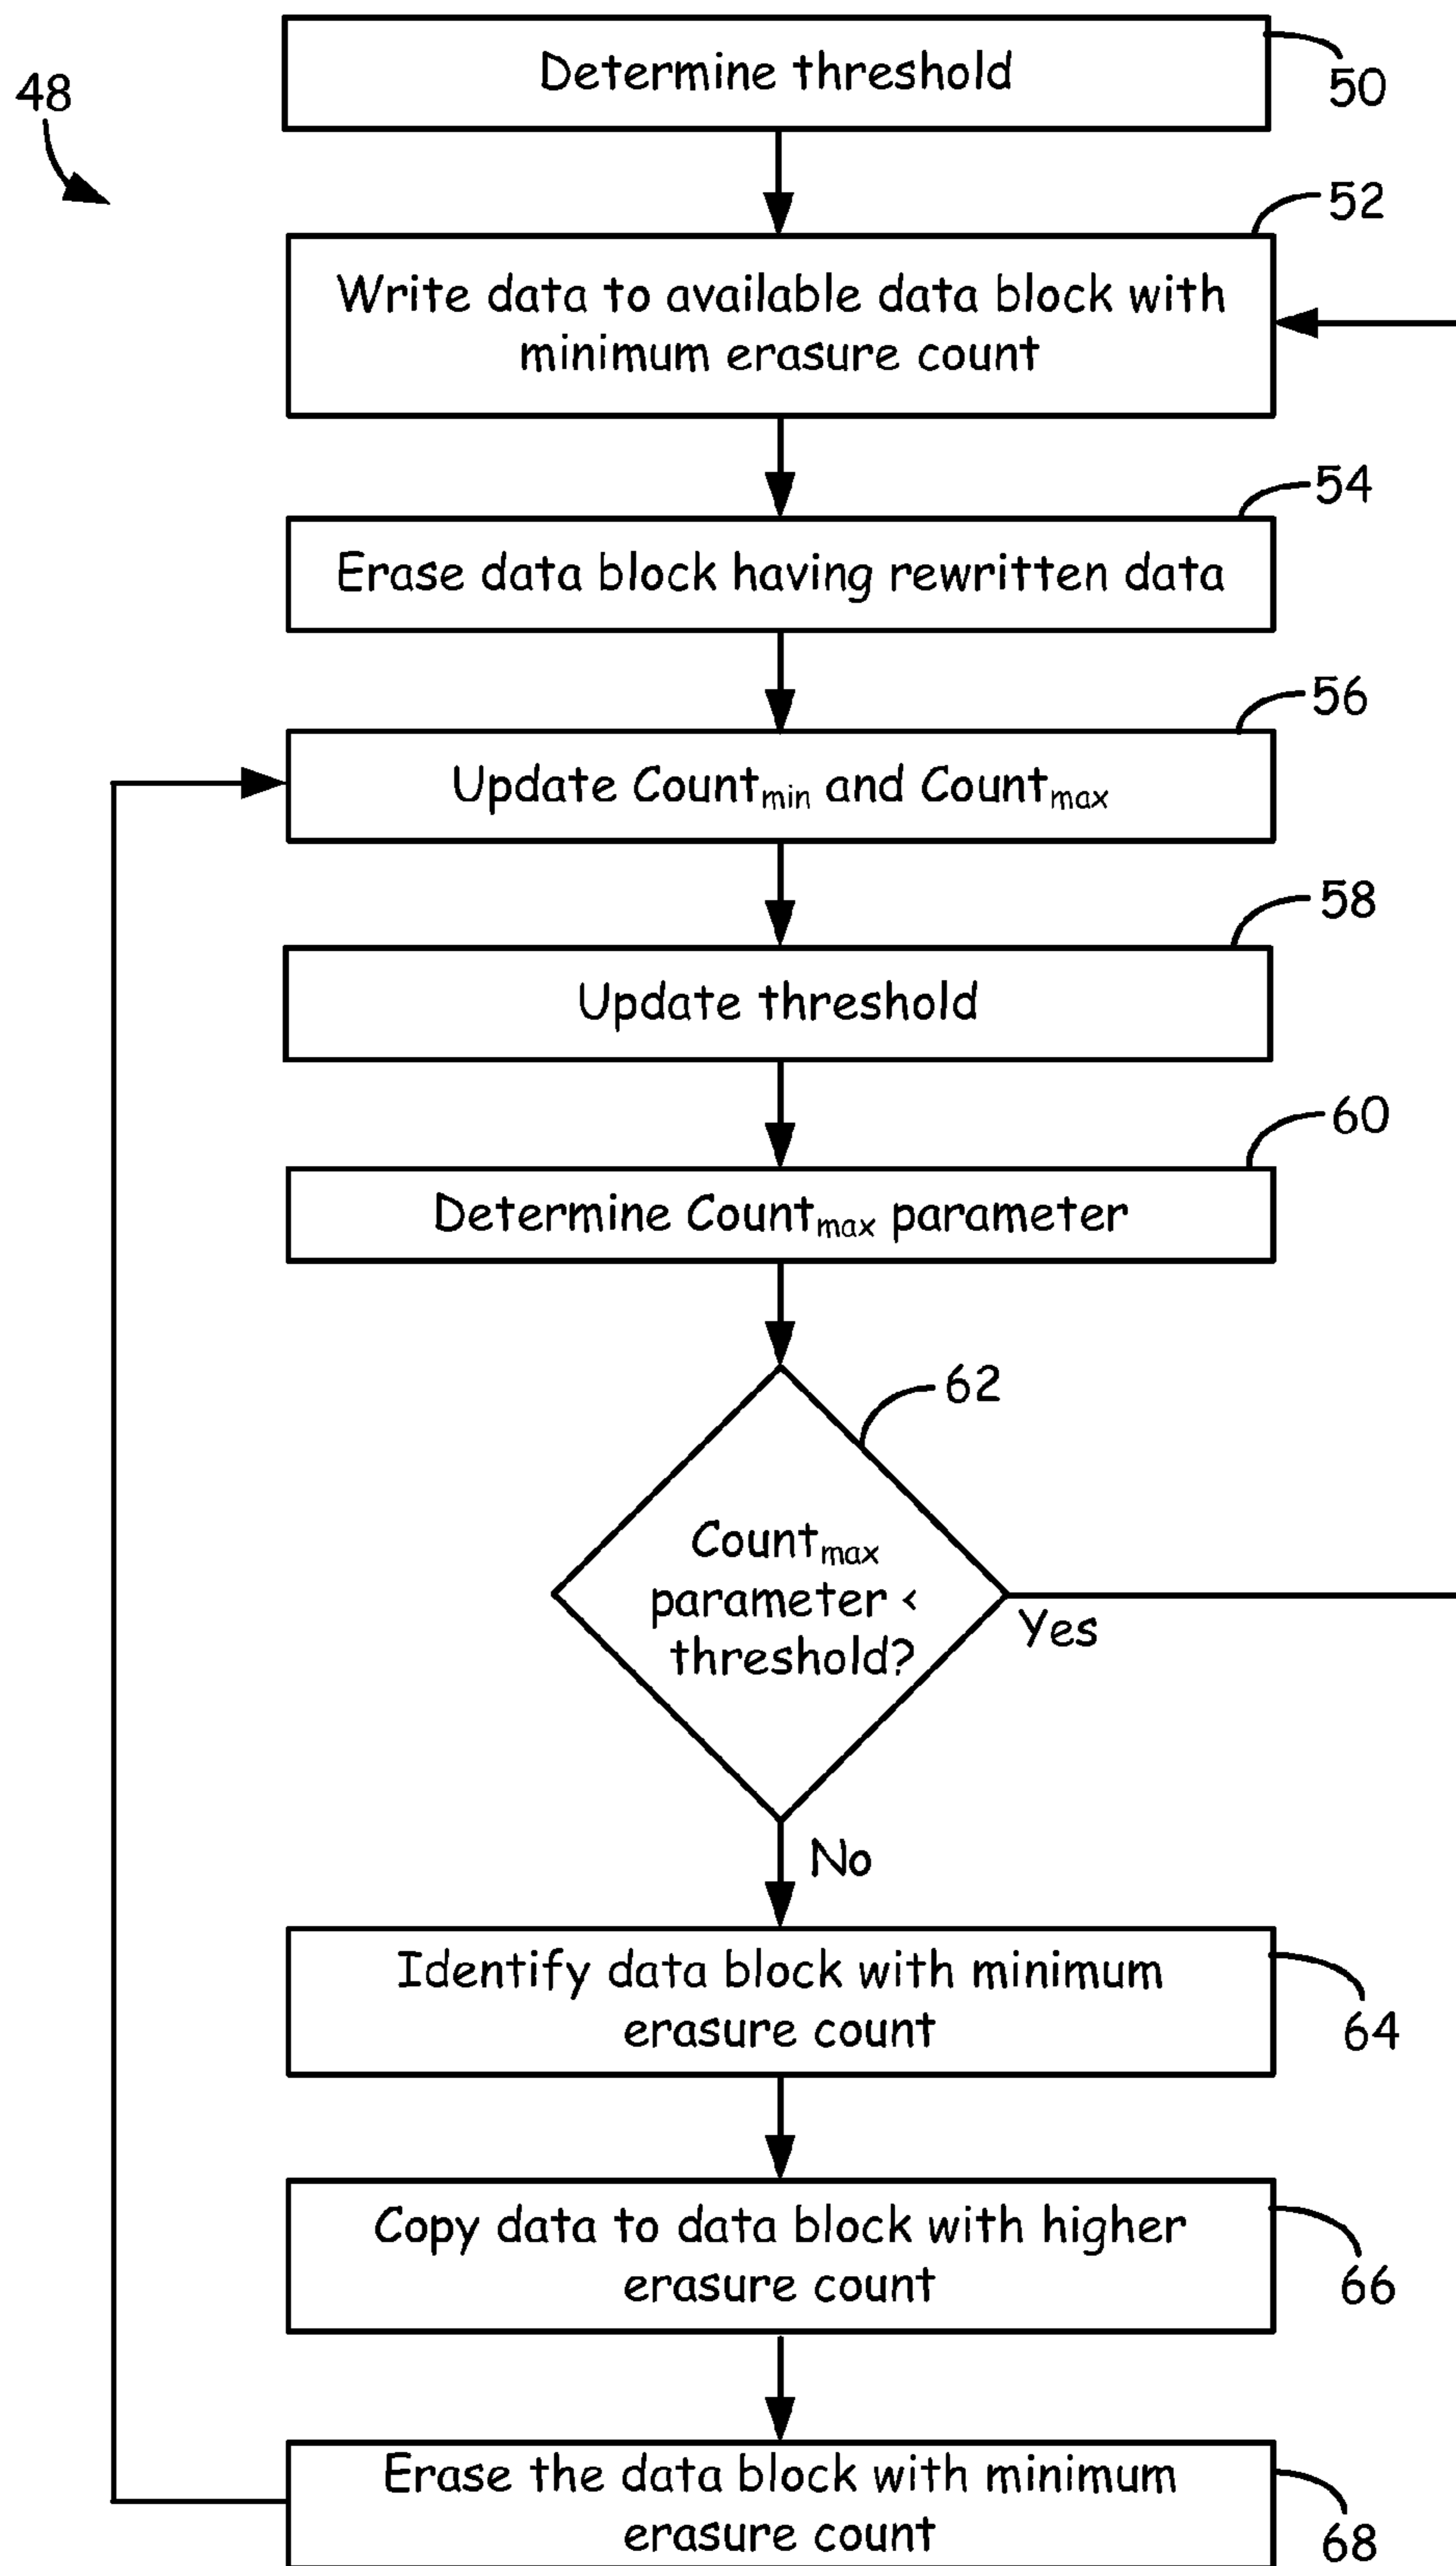 Determine threshold
50
48
52
Write data to available data block with
minimum erasure count
54
Erase data block having rewritten data
56
Update Countmin and Countmax
58
Update threshold
60
Determine Countmax parameter
62
Countmax
parameter <
threshold?
Yes
No
Identify data block with minimum
erasure count
64
Copy data to data block with higher
erasure count
66
Erase the data block with minimum
erasure count
68